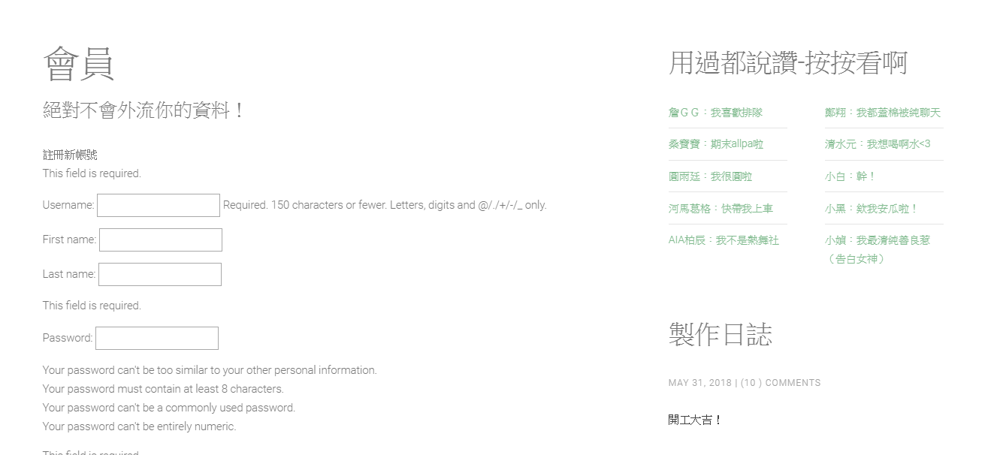 會員
絕對不會外流你的資料！
註冊新帳號
This field is required.
Username: Required. 150 characters or fewer. Letters, digits and @/./+/-/_ only.
First name:
Last name:
This field is required.
Password:
Your password can't be too similar to your other personal information.
Your password must contain at least 8 characters.
Your password can't be a commonly used password.
Your password can't be entirely numeric.
This field is required.
用過都說讚-按按看啊
詹ＧＧ：我喜歡排隊
桑寶寶：期末allpa啦
圓雨廷：我很圓啦
河馬葛格：快帶我上車
AIA柏辰：我不是熱舞社
鄭翔：我都蓋棉被純聊天
清水元：我想喝啊水<3
小白：幹！
小黑：欸我安瓜啦！
小媜：我最清純善良惹
（告白女神）
製作日誌
MAY 31, 2018 | (10 ) COMMENTS
開工大吉！